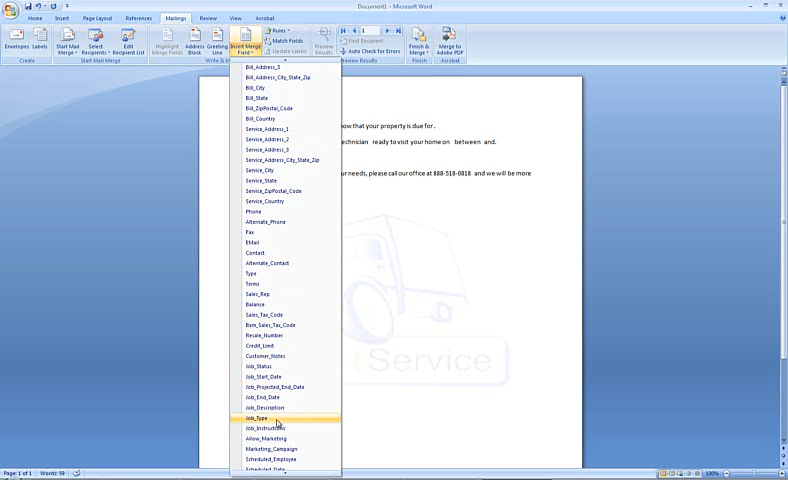 Document1 - Microsoft Word
Home Insert Page Layout References Mailings Review View Acrobat
Envelopes Labels Start Mail Merge Select Recipients Edit Recipient List Highlight Merge Fields Address Block Greeting Line Insert Merge Field Rules Match Fields Update Labels Preview Results 1 Find Recipient Auto Check for Errors Finish & Merge Merge to Adobe PDF
Create Start Mail Merge Write & I Preview Results Finish Acrobat
Bill_Address_3
Bill_Address_City_State_Zip
Bill_City
Bill_State
Bill_ZipPostal_Code
Bill_Country
Service_Address_1
Service_Address_2
Service_Address_3
Service_Address_City_State_Zip
Service_City
Service_State
Service_ZipPostal_Code
Service_Country
Phone
Alternate_Phone
Fax
EMail
Contact
Alternate_Contact
Type
Terms
Sales_Rep
Balance
Sales_Tax_Code
Item_Sales_Tax_Code
Resale_Number
Credit_Limit
Customer_Notes
Job_Status
Job_Start_Date
Job_Projected_End_Date
Job_End_Date
Job_Description
Job_Type
Job_Instructions
Allow_Marketing
Marketing_Campaign
Scheduled_Employee
Scheduled_Date
now that your property is due for .
echnician ready to visit your home on between and.
ur needs, please call our office at 888-518-0818 and we will be more
tService
Page: 1 of 1 Words: 59 100%